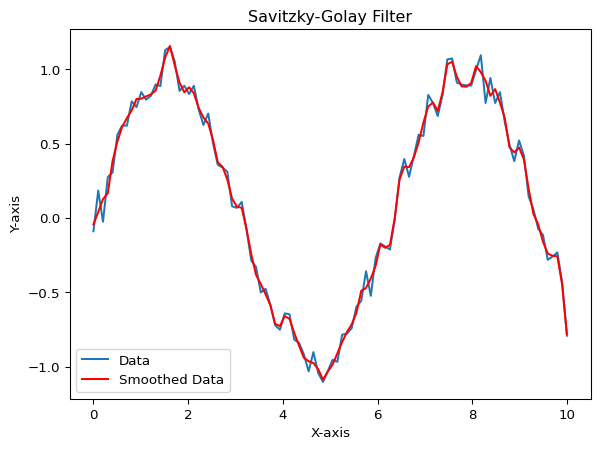 Savitzky-Golay Filter
Y-axis
1.0
0.5
0.0
−0.5
−1.0
Data
Smoothed Data
0 2 4 6 8 10
X-axis